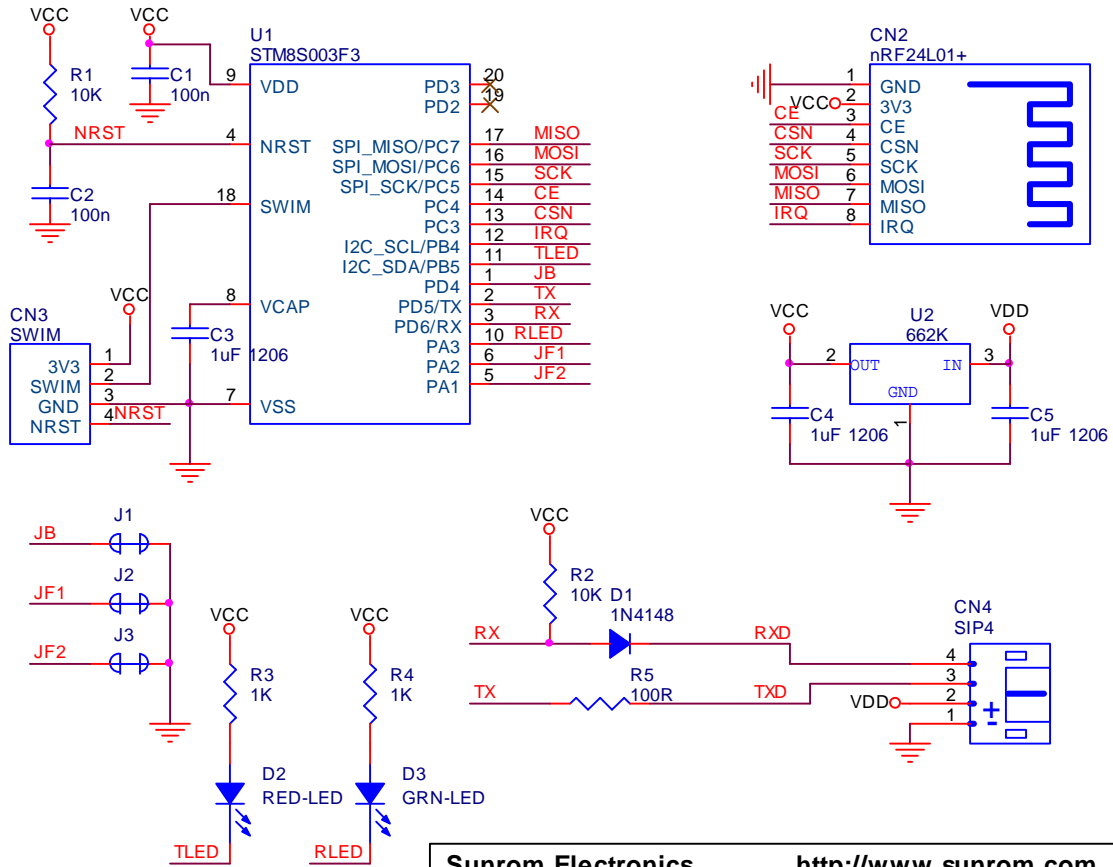 VCC
R1
10K
NRST
C2
100n
VCC
C1
100n
U1
STM8S003F3
9 VDD
4 NRST
18 SWIM
8 VCAP
7 VSS
PD3 20
PD2 19
SPI_MISO/PC7 17 MISO
SPI_MOSI/PC6 16 MOSI
SPI_SCK/PC5 15 SCK
PC4 14 CE
PC3 13 CSN
I2C_SCL/PB4 12 IRQ
I2C_SDA/PB5 11 TLED
PD4 1 JB
PD5/TX 2 TX
PD6/RX 3 RX
PA3 10 RLED
PA2 6 JF1
PA1 5 JF2
C3
1uF 1206
CN2
nRF24L01+
1 GND
VCC 2 3V3
CE 3 CE
CSN 4 CSN
SCK 5 SCK
MOSI 6 MOSI
MISO 7 MISO
IRQ 8 IRQ
CN3
SWIM
VCC
3V3 1
SWIM 2
GND 3
NRST 4 NRST
VCC
U2
662K
VDD
2 OUT IN 3
GND
1
C4
1uF 1206
C5
1uF 1206
J1
JB
J2
JF1
J3
JF2
VCC
R3
1K
D2
RED-LED
TLED
VCC
R4
1K
D3
GRN-LED
RLED
VCC
R2
10K
D1
1N4148
RX
RXD
R5
100R
TX
TXD
CN4
SIP4
4
3
VDD 2
1
+
-
Sunrom Electronics http://www.sunrom.com